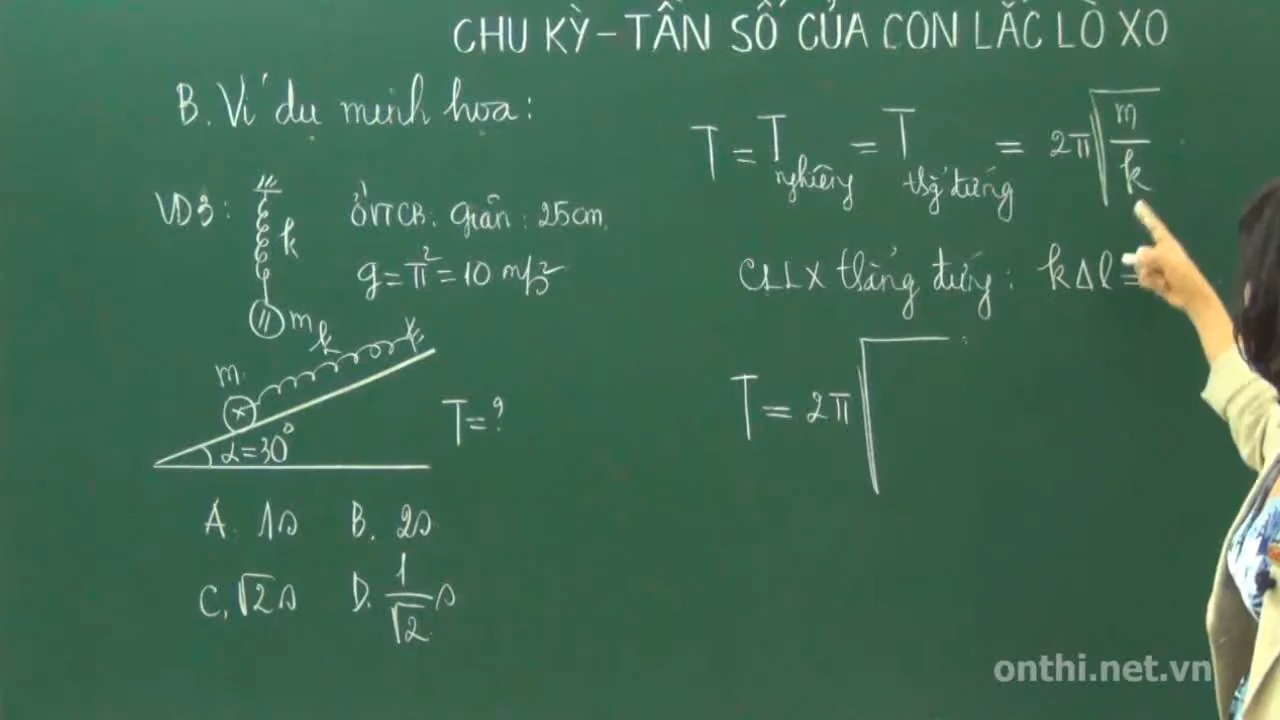 CHU KỲ – TẦN SỐ CỦA CON LẮC LÒ XO
B. Ví dụ minh họa:
VD3:
k
m
Ở VTCB: Giãn: 25cm.
g = π² = 10 m/s²
m
k
α = 30°
T = ?
A. 1s B. 2s
C. √2 s D. 1/√2 s
T = T nghiêng = T thg đứng = 2π√(m/k)
CLLX thẳng đứng: kΔl =
T = 2π√
onthi.net.vn